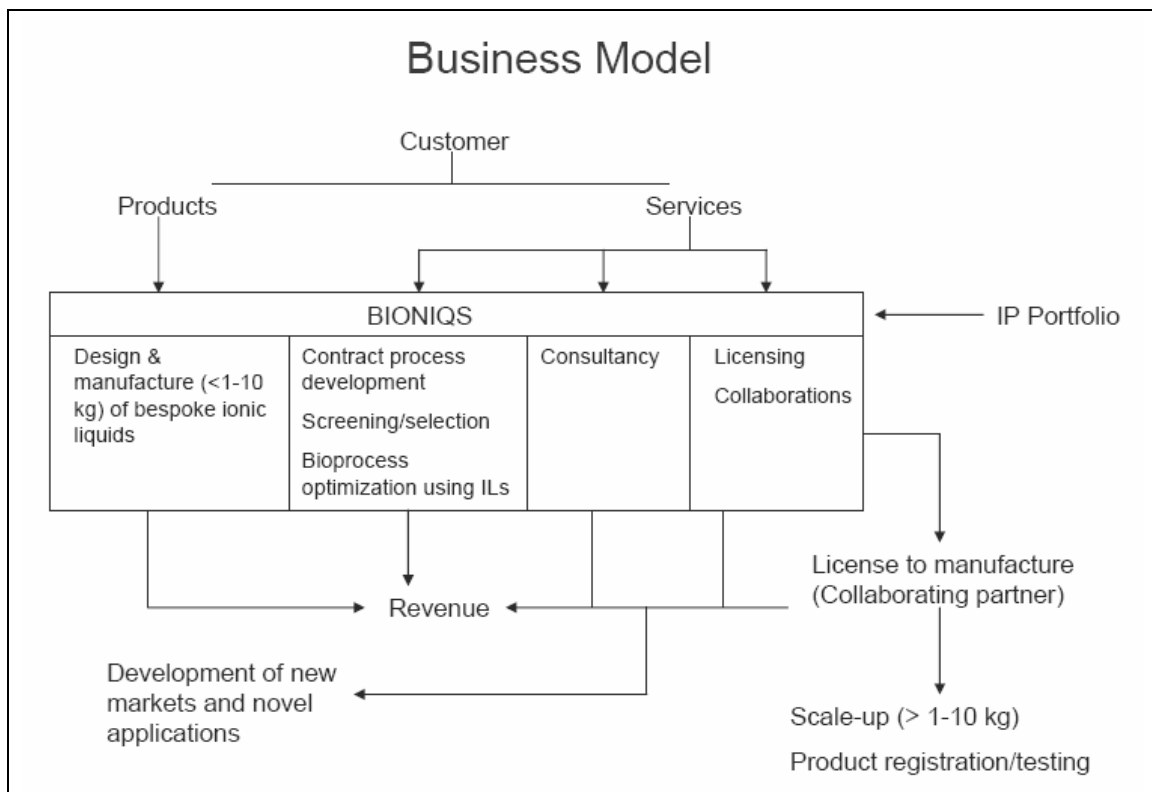 Business Model
Customer
Products
Services
BIONIQS
IP Portfolio
Design &
manufacture (<1-10
kg) of bespoke ionic
liquids
Contract process
development
Screening/selection
Bioprocess
optimization using ILs
Consultancy
Licensing
Collaborations
License to manufacture
(Collaborating partner)
Revenue
Development of new
markets and novel
applications
Scale-up (> 1-10 kg)
Product registration/testing